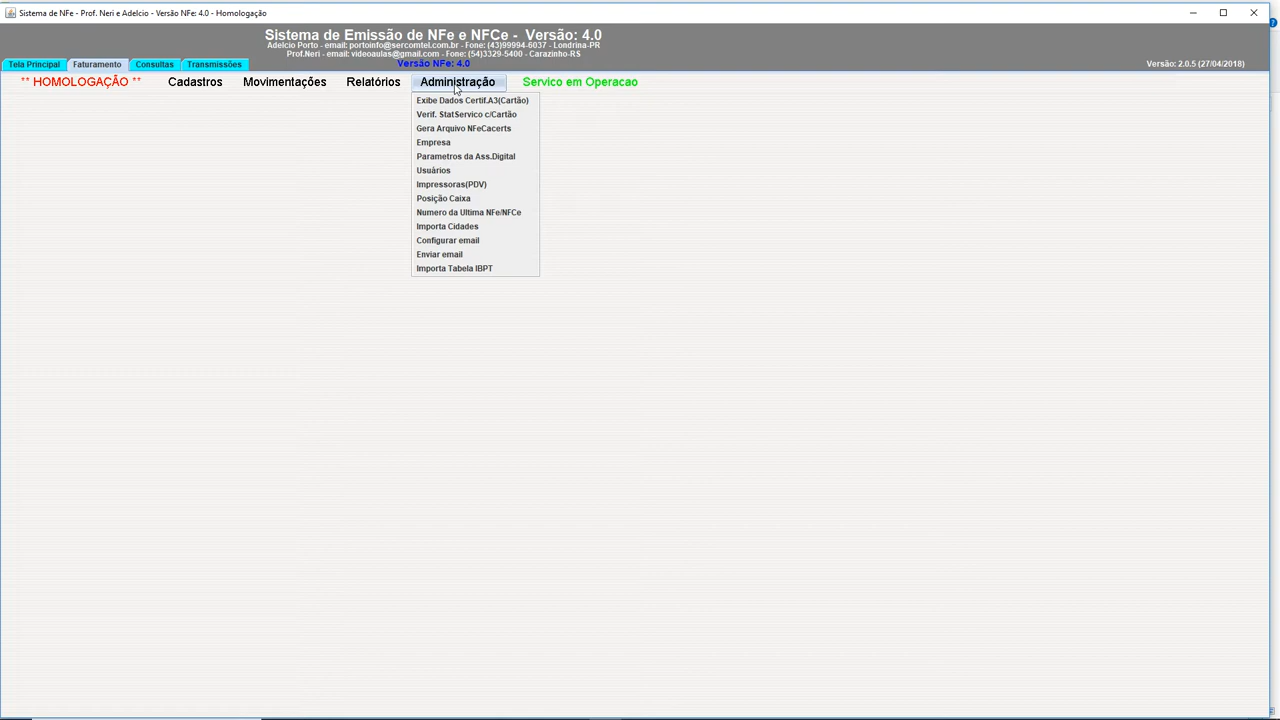 Sistema de NFe - Prof. Neri e Adelcio - Versão NFe: 4.0 - Homologação
Sistema de Emissão de NFe e NFCe - Versão: 4.0
Adelcio Porto - email: portoinfo@sercomtel.com.br - Fone: (43)99994-6037 - Londrina-PR
Prof.Neri - email: videoaulas@gmail.com - Fone: (54)3329-5400 - Carazinho-RS
Versão NFe: 4.0
Versão: 2.0.5 (27/04/2018)
Tela Principal Faturamento Consultas Transmissões
** HOMOLOGAÇÃO ** Cadastros Movimentações Relatórios Administração Servico em Operacao
Exibe Dados Certif.A3(Cartão)
Verif. StatServico c/Cartão
Gera Arquivo NFeCacerts
Empresa
Parametros da Ass.Digital
Usuários
Impressoras(PDV)
Posição Caixa
Numero da Ultima NFe/NFCe
Importa Cidades
Configurar email
Enviar email
Importa Tabela IBPT